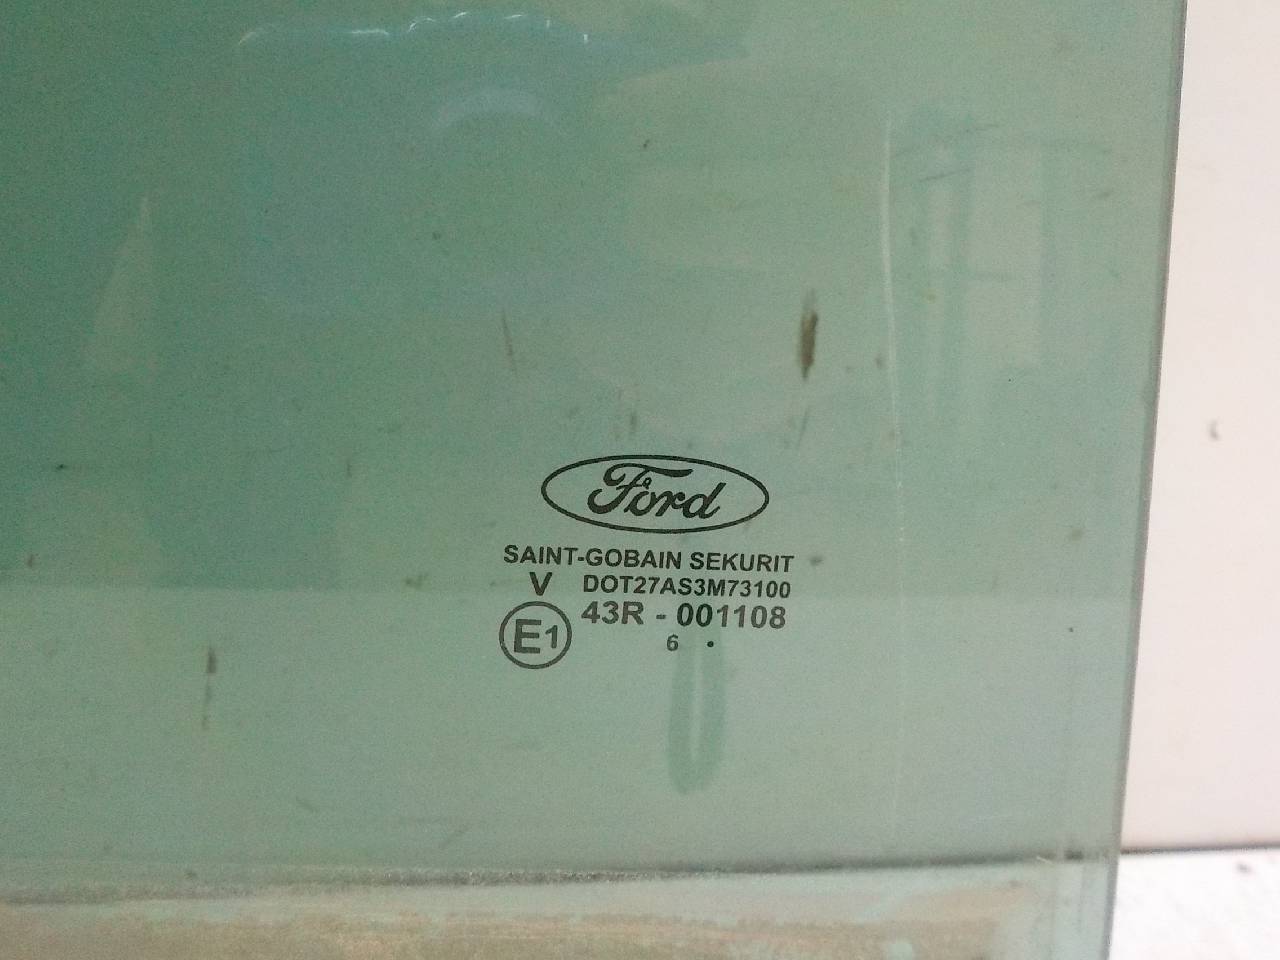 Ford
SAINT-GOBAIN SEKURIT
V DOT27AS3M73100
43R - 001108
E1
6 .